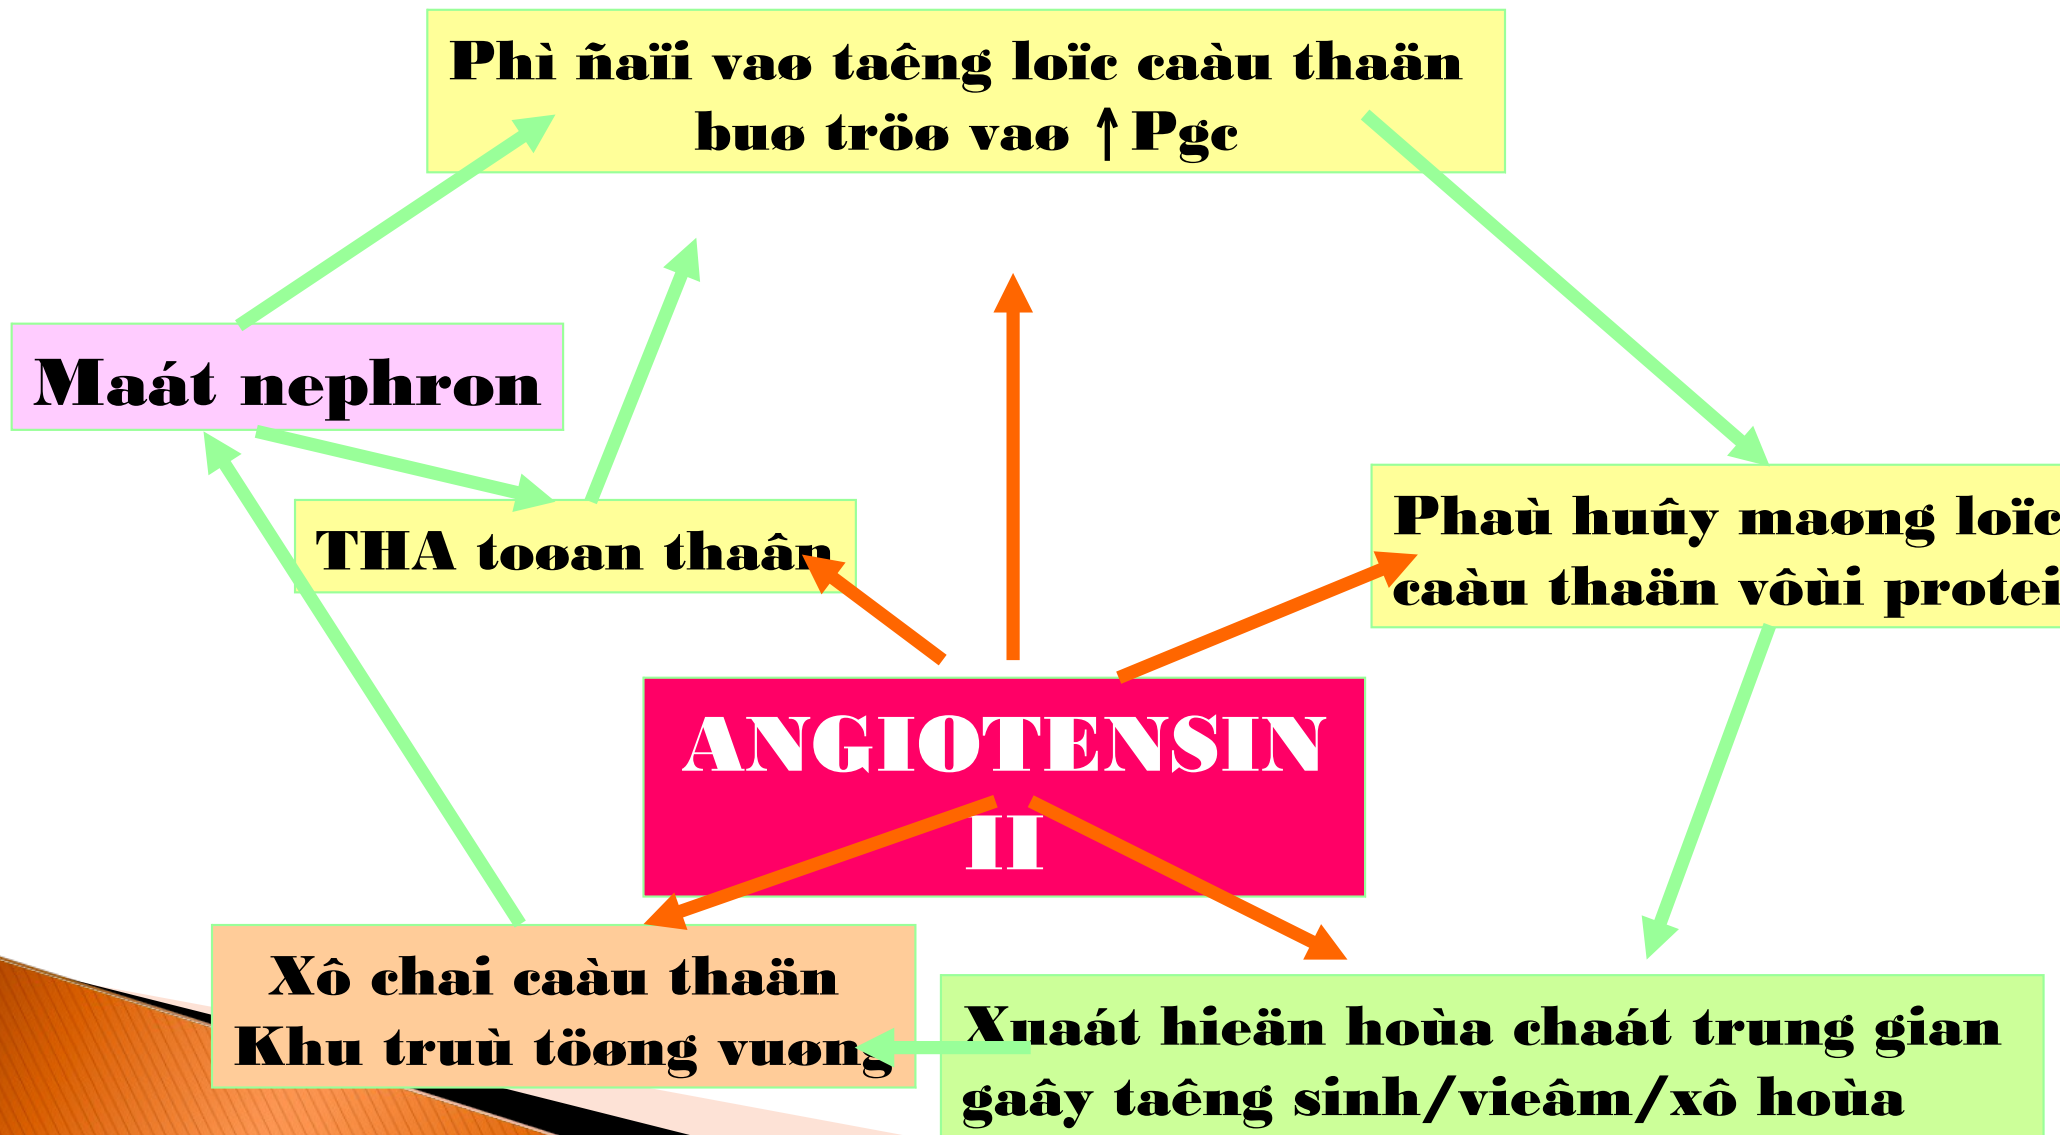 Phì ñaïi vaø taêng loïc caàu thaän
buø tröø vaø ↑Pgc
Maát nephron
THA toøan thaân
Phaù huûy maøng loïc
caàu thaän vôùi protei
ANGIOTENSIN
II
Xô chai caàu thaän
Khu truù töøng vuøng
Xuaát hieän hoùa chaát trung gian
gaây taêng sinh/vieâm/xô hoùa